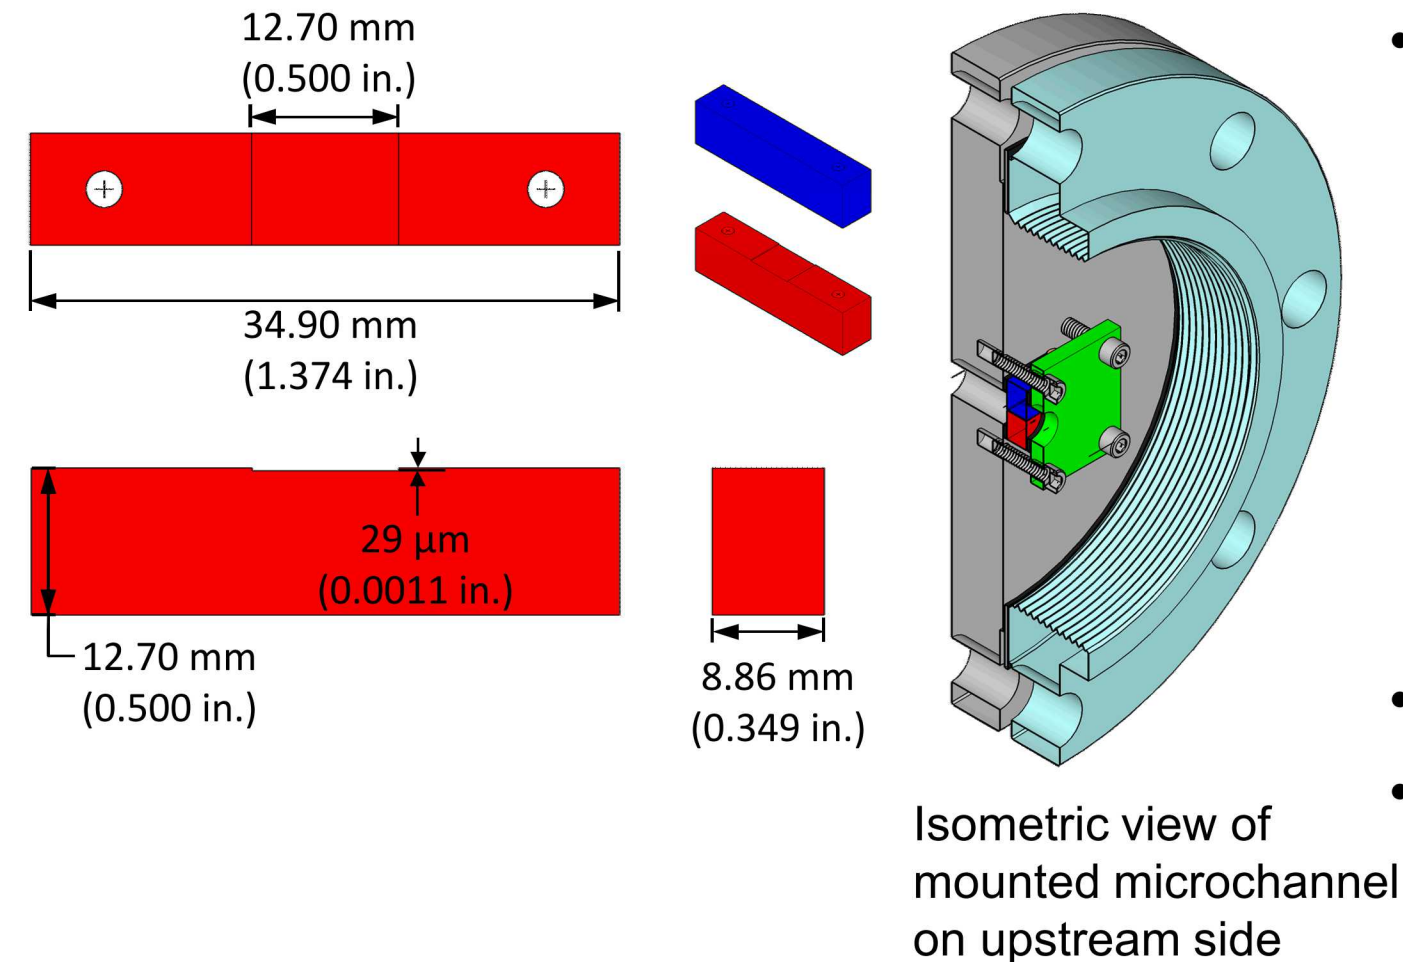 12.70 mm
(0.500 in.)
34.90 mm
(1.374 in.)
29 µm
(0.0011 in.)
12.70 mm
(0.500 in.)
8.86 mm
(0.349 in.)
Isometric view of
mounted microchannel
on upstream side